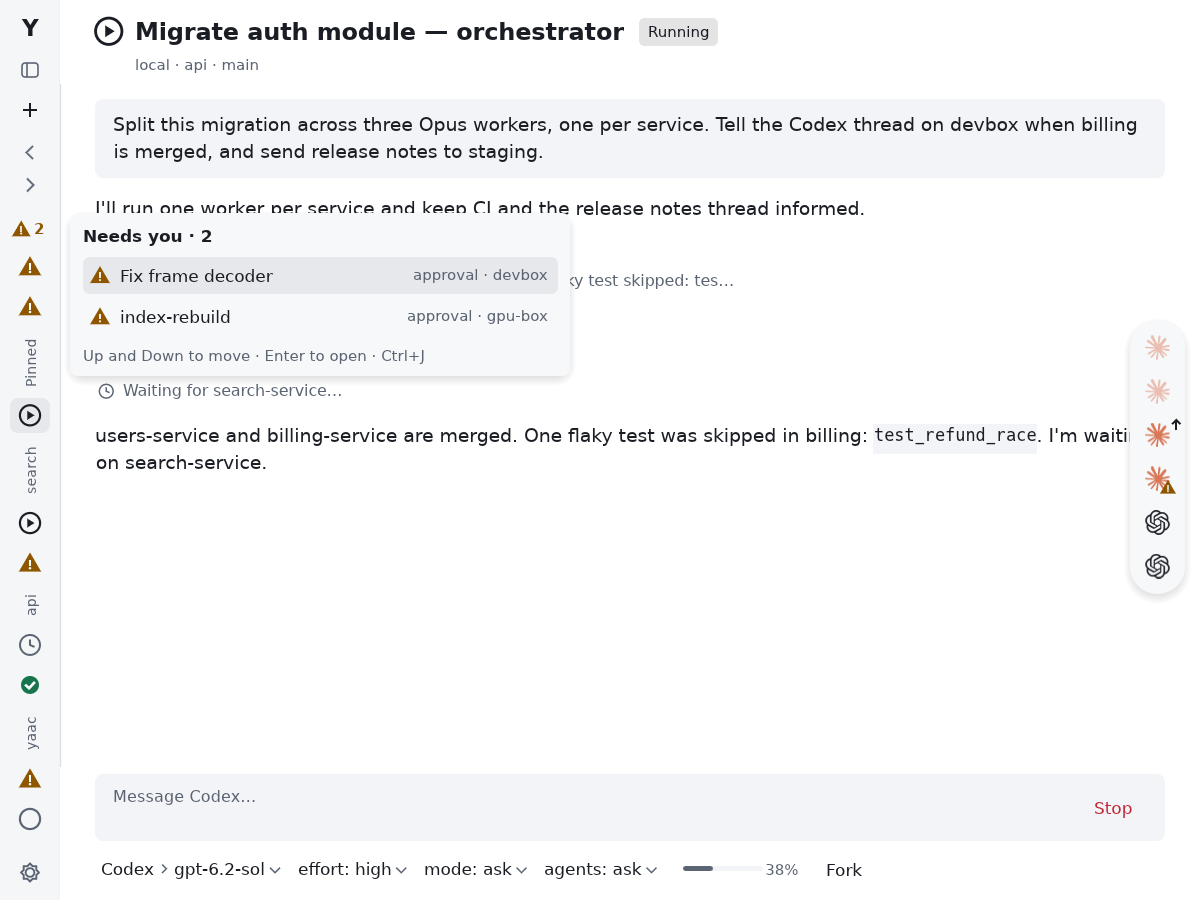 Y
Migrate auth module — orchestrator
Running
local · api · main
Split this migration across three Opus workers, one per service. Tell the Codex thread on devbox when billing
is merged, and send release notes to staging.
I'll run one worker per service and keep CI and the release notes thread informed.
2
Needs you · 2
Fix frame decoder
approval · devbox
index-rebuild
approval · gpu-box
Up and Down to move · Enter to open · Ctrl+J
ky test skipped: tes…
Waiting for search-service…
users-service and billing-service are merged. One flaky test was skipped in billing: test_refund_race. I'm
on search-service.
Pinned
search
api
yaac
Message Codex…
Stop
Codex
gpt-6.2-sol
effort: high
mode: ask
agents: ask
38%
Fork